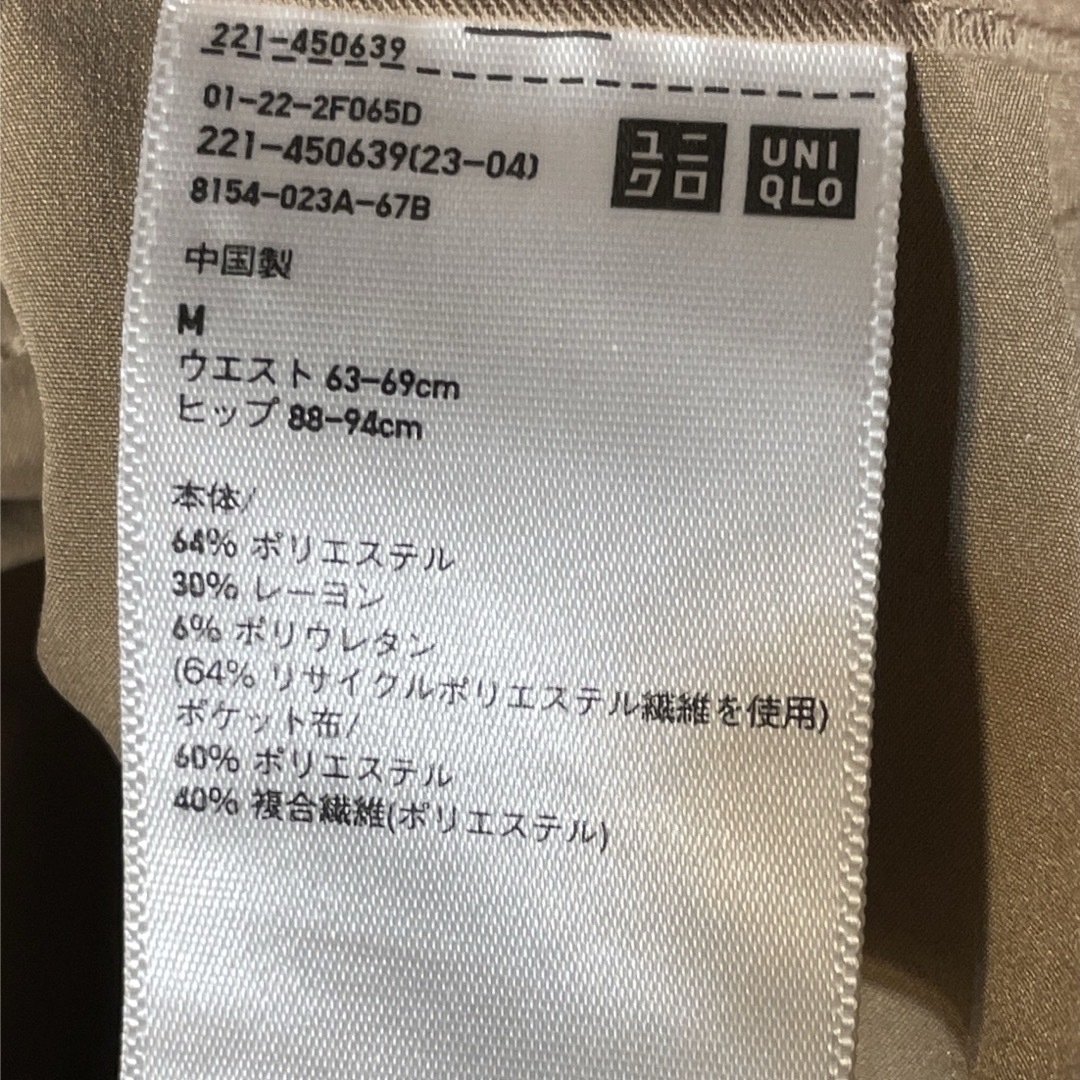 221-450639
01-22-2F065D
221-450639(23-04)
8154-023A-67B
ユニ
クロ
UNI
QLO
中国製
M
ウエスト 63-69cm
ヒップ 88-94cm
本体/
64% ポリエステル
30% レーヨン
6% ポリウレタン
(64% リサイクルポリエステル繊維を使用)
ポケット布/
60% ポリエステル
40% 複合繊維(ポリエステル)